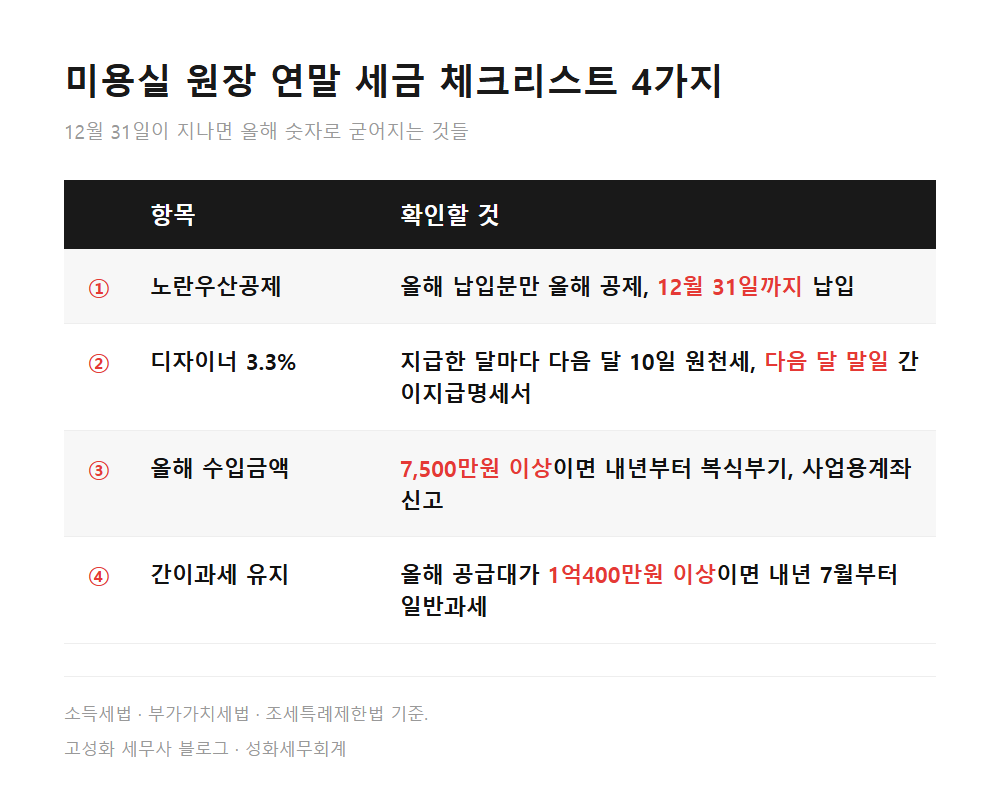 미용실 원장 연말 세금 체크리스트 4가지
12월 31일이 지나면 올해 숫자로 굳어지는 것들
항목 확인할 것
① 노란우산공제 올해 납입분만 올해 공제, 12월 31일까지 납입
② 디자이너 3.3% 지급한 달마다 다음 달 10일 원천세, 다음 달 말일 간
이지급명세서
③ 올해 수입금액 7,500만원 이상이면 내년부터 복식부기, 사업용계좌
신고
④ 간이과세 유지 올해 공급대가 1억400만원 이상이면 내년 7월부터
일반과세
소득세법 · 부가가치세법 · 조세특례제한법 기준.
고성화 세무사 블로그 · 성화세무회계